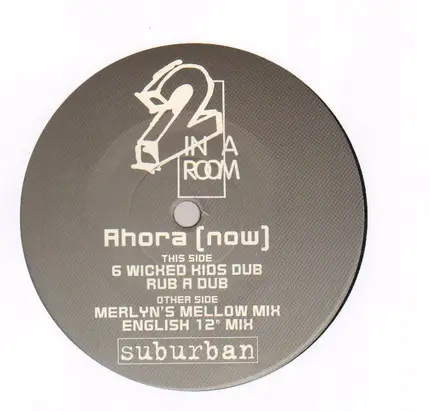 2
IN A
ROOM
Ahora [now]
THIS SIDE
6 WICKED KIDS DUB
RUB A DUB
OTHER SIDE
MERLYN'S MELLOW MIX
ENGLISH 12" MIX
suburban